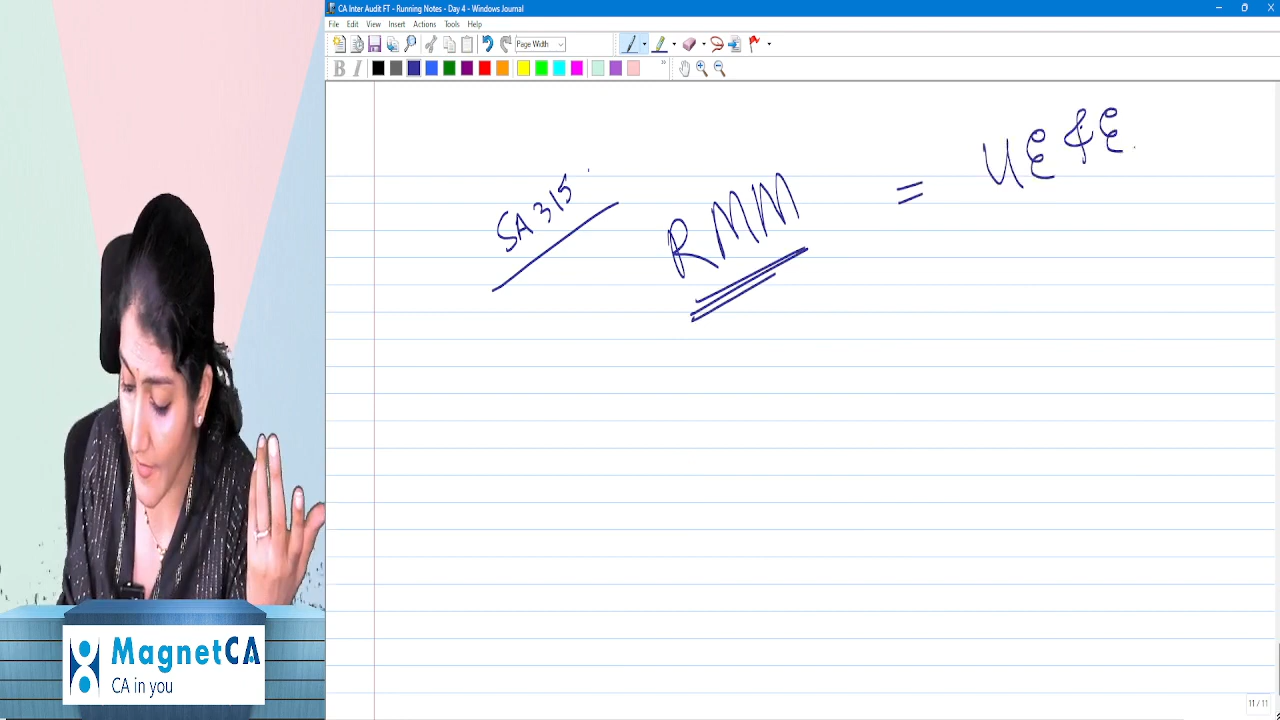 CA Inter Audit FT - Running Notes - Day 4 - Windows Journal
File Edit View Insert Actions Tools Help
Page Width
B I
SA 315 RMM = UE & E
MagnetCA
CA in you
11 / 11